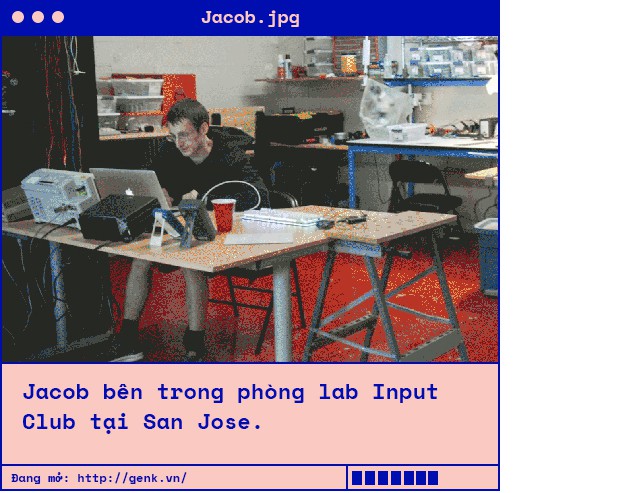 Jacob.jpg
Jacob bên trong phòng lab Input
Club tại San Jose.
Đang mở: http://genk.vn/